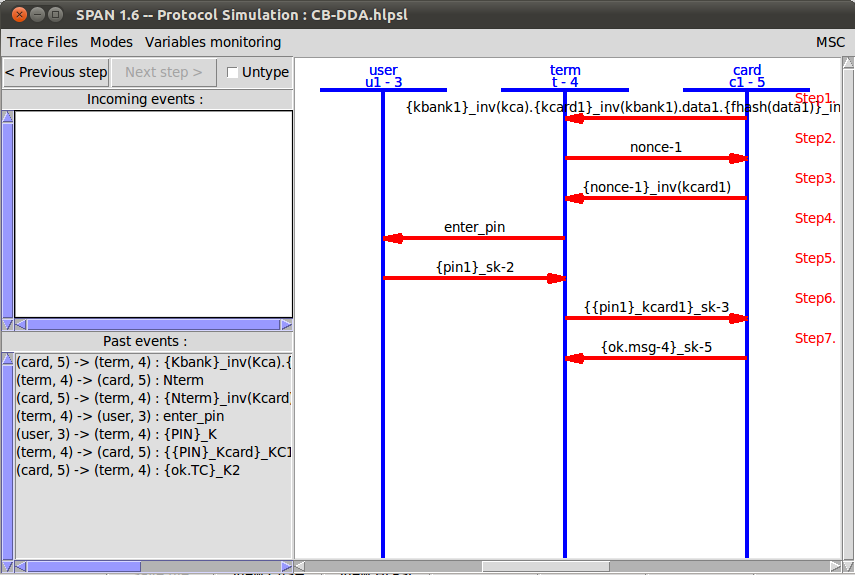 SPAN 1.6 -- Protocol Simulation : CB-DDA.hlpsl
Trace Files Modes Variables monitoring MSC
< Previous step Next step > Untype
Incoming events :
Past events :
(card, 5) -> (term, 4) : {Kbank}_inv(Kca).{
(term, 4) -> (card, 5) : Nterm
(card, 5) -> (term, 4) : {Nterm}_inv(Kcard)
(term, 4) -> (user, 3) : enter_pin
(user, 3) -> (term, 4) : {PIN}_K
(term, 4) -> (card, 5) : {{PIN}_Kcard}_KC1
(card, 5) -> (term, 4) : {ok.TC}_K2
user term card
u1 - 3 t - 4 c1 - 5
Step1.
{kbank1}_inv(kca).{kcard1}_inv(kbank1).data1.{fhash(data1)}_in
Step2.
nonce-1
Step3.
{nonce-1}_inv(kcard1)
Step4.
enter_pin
Step5.
{pin1}_sk-2
Step6.
{{pin1}_kcard1}_sk-3
Step7.
{ok.msg-4}_sk-5